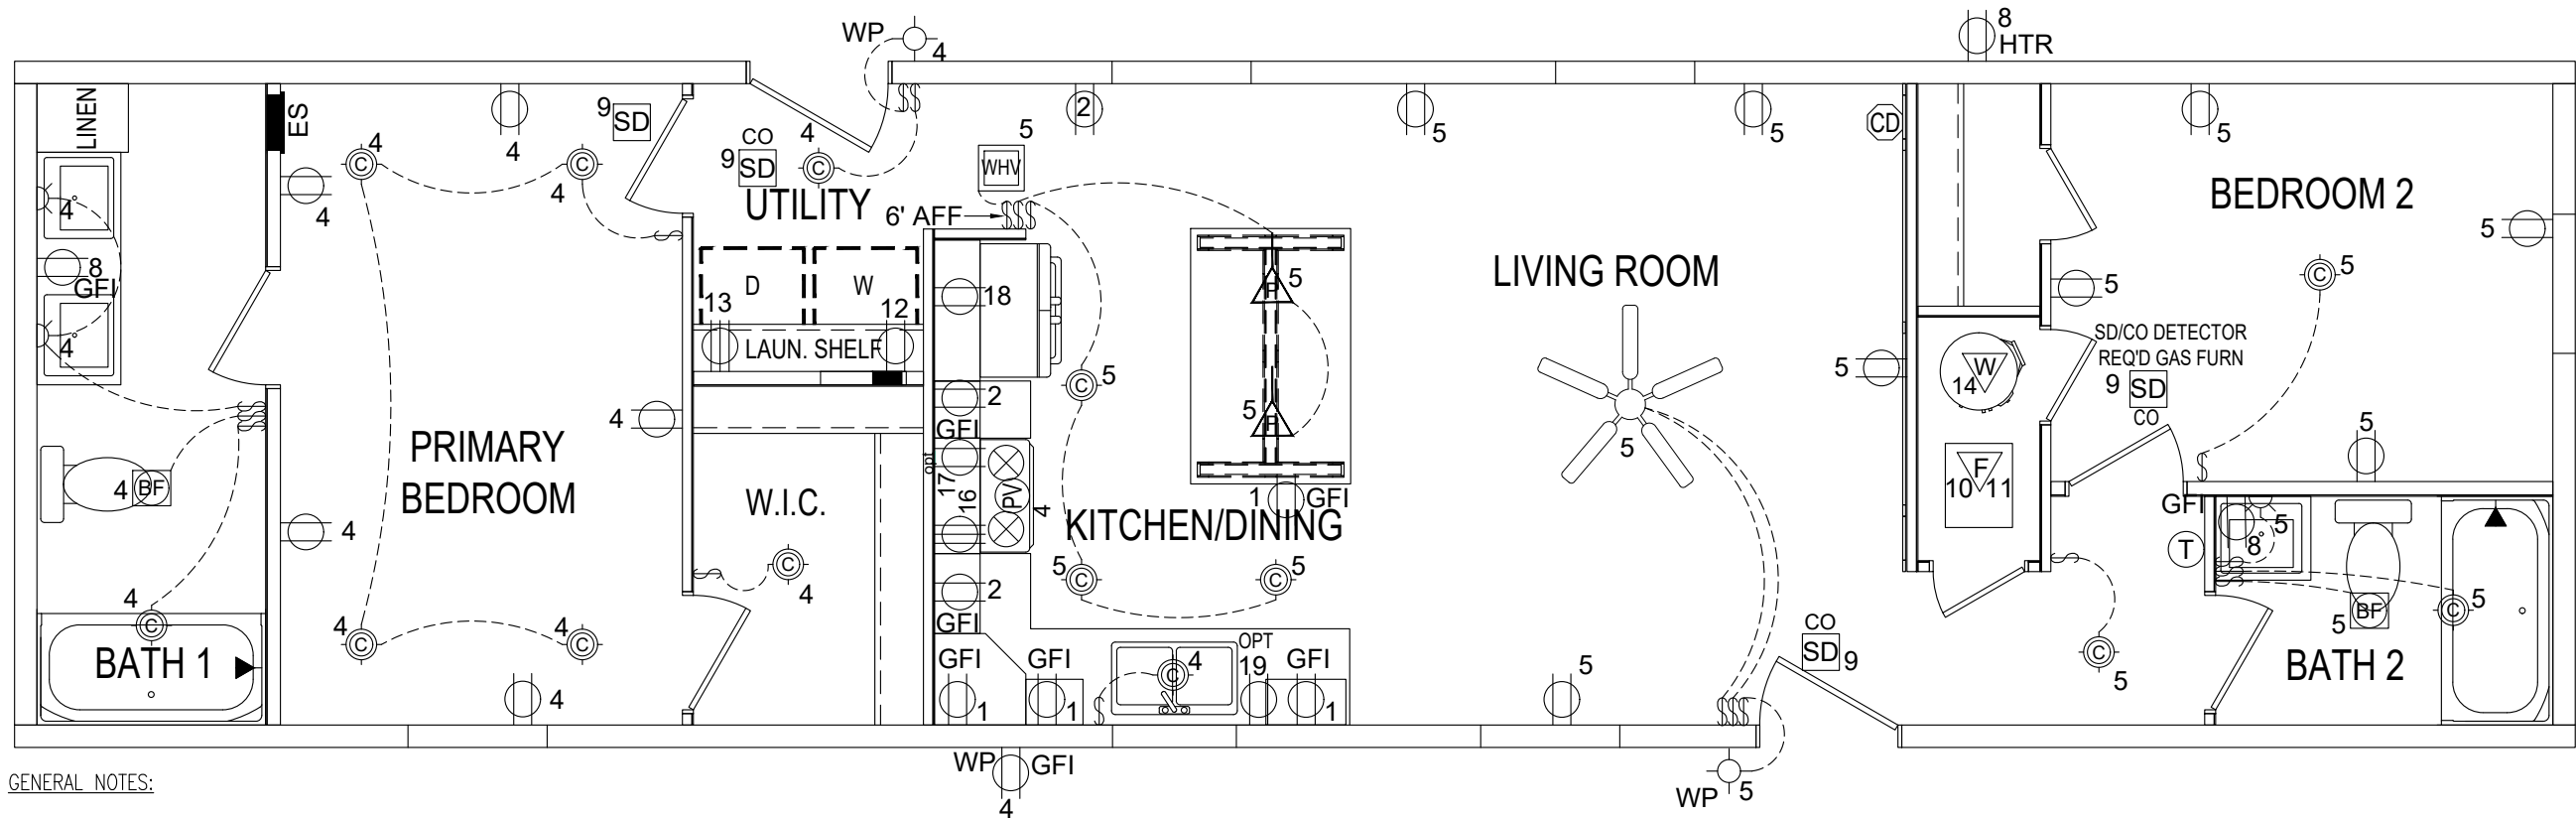 WP
4
8
HTR
LINEN
ES
4
9
SD
4
4
4
CO
9
SD
4
UTILITY
2
5
WHV
6' AFF
5
5
CD
5
BEDROOM 2
5
4
8
GFI
4
4
D
W
13
12
LAUN. SHELF
18
5
P
5
P
LIVING ROOM
5
5
5
5
SD/CO DETECTOR
REQ'D GAS FURN
9
SD
CO
W
14
F
10
11
PRIMARY
BEDROOM
4
4
4
BF
W.I.C.
C
4
2
GFI
opt
17
16
PV
4
2
GFI
5
1
GFI
KITCHEN/DINING
5
5
5
GFI
T
8
5
5
BF
5
BATH 2
5
CO
SD
9
4
C
BATH 1
4
C
4
C
4
GFI
1
GFI
1
4
C
OPT
19
GFI
1
5
WP
GFI
4
WP
5
GENERAL NOTES: